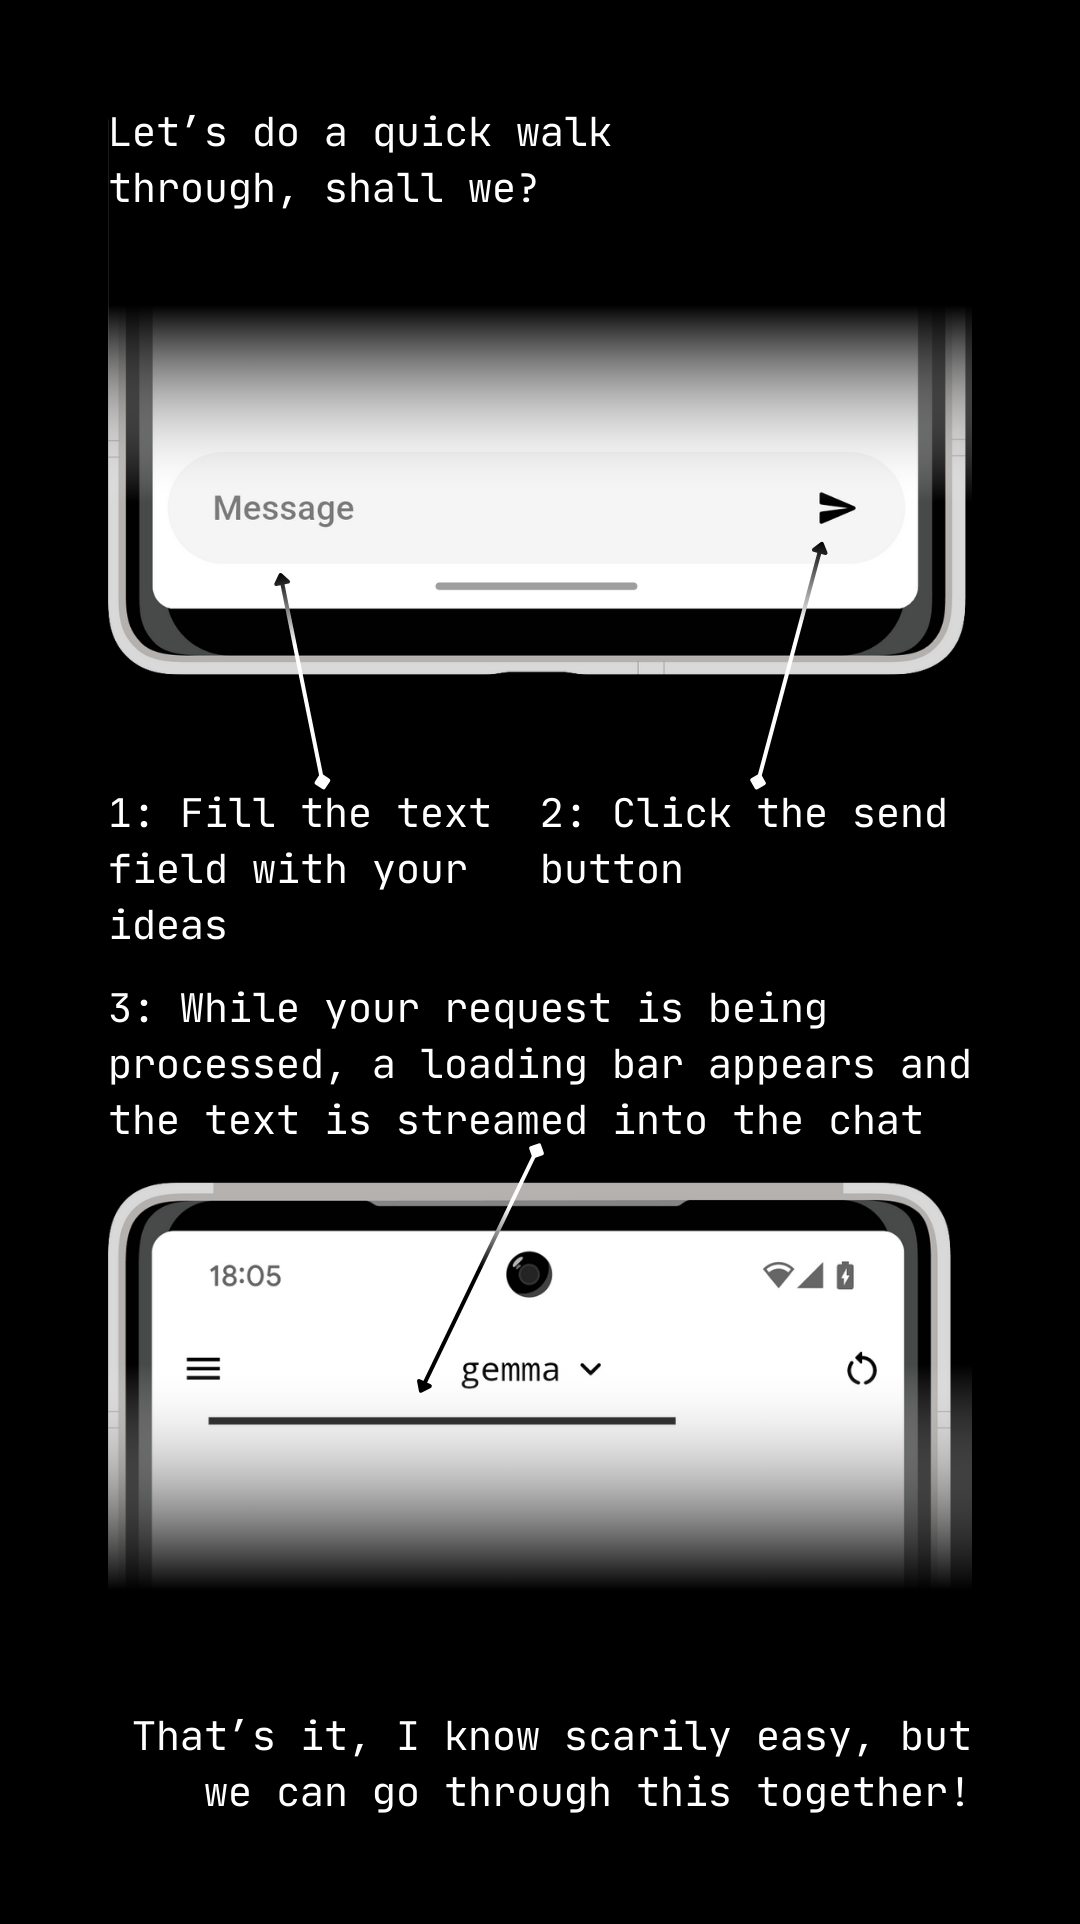 Let’s do a quick walk
through, shall we?
Message
1: Fill the text
field with your
ideas
2: Click the send
button
3: While your request is being
processed, a loading bar appears and
the text is streamed into the chat
18:05
gemma
That’s it, I know scarily easy, but
we can go through this together!